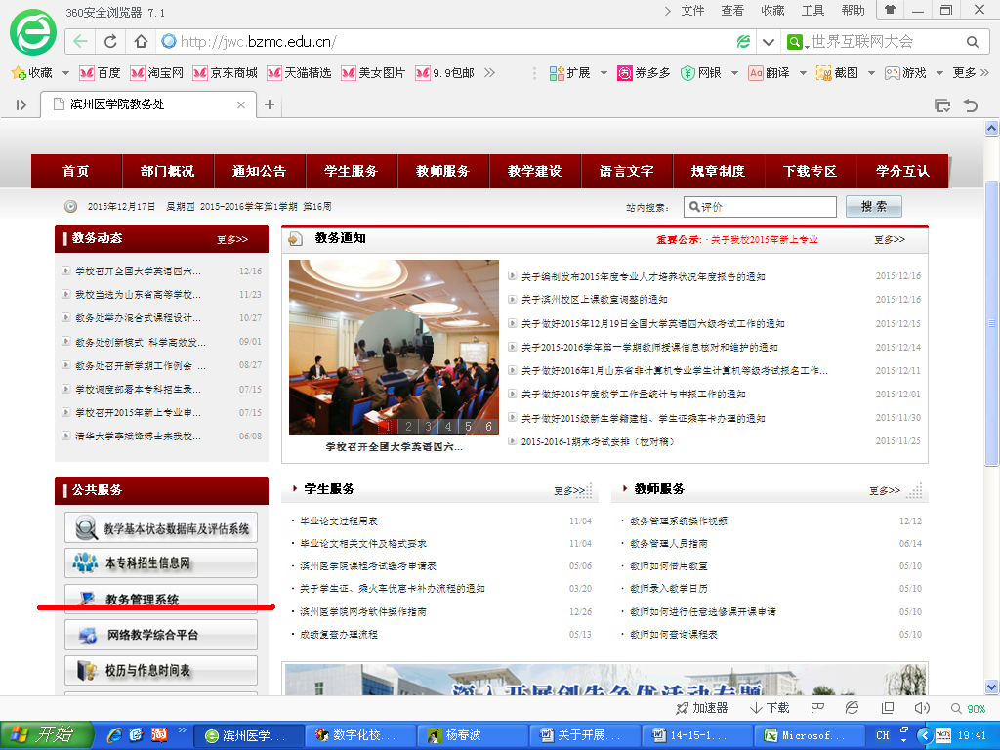 360安全浏览器 7.1
文件 查看 收藏 工具 帮助
http://jwc.bzmc.edu.cn/
世界互联网大会
收藏 百度 淘宝网 京东商城 天猫精选 美女图片 9.9包邮 扩展 券多多 网银 翻译 截图 游戏 更多
滨州医学院教务处
首页 部门概况 通知公告 学生服务 教师服务 教学建设 语言文字 规章制度 下载专区 学分互认
2015年12月17日 星期四 2015-2016学年第1学期 第16周
站内搜索: 评价 搜 索
教务动态 更多>>
学校召开全国大学英语四六... 12/16
我校当选为山东省高等学校... 11/23
教务处举办混合式课程设计... 10/27
教务处创新模式 科学高效发... 09/01
教务处召开新学期工作例会 ... 08/27
学校调度部署本专科招生录... 07/15
学校召开2015年新上专业申... 07/15
清华大学李斌锋博士来我校... 06/08
教务通知 重要公示: · 关于我校2015年新上专业 更多>>
1 2 3 4 5 6
学校召开全国大学英语四六...
关于编制发布2015年度专业人才培养状况年度报告的通知 2015/12/16
关于滨州校区上课教室调整的通知 2015/12/16
关于做好2015年12月19日全国大学英语四六级考试工作的通知 2015/12/15
关于2015-2016学年第一学期教师授课信息核对和维护的通知 2015/12/14
关于做好2016年1月山东省非计算机专业学生计算机等级考试报名工作... 2015/12/11
关于做好2015年度教学工作量统计与申报工作的通知 2015/12/01
关于做好2015级新生学籍建档、学生证乘车卡办理的通知 2015/11/30
2015-2016-1期末考试安排（校对稿） 2015/11/25
公共服务
教学基本状态数据库及评估系统
本专科招生信息网
教务管理系统
网络教学综合平台
校历与作息时间表
学生服务 更多>>
· 毕业论文过程用表 11/04
· 毕业论文相关文件及格式要求 11/04
· 滨州医学院课程考试缓考申请表 05/06
· 关于学生证、乘火车优惠卡补办流程的通知 03/20
· 滨州医学院网考软件操作指南 12/26
· 成绩复查办理流程 05/13
教师服务 更多>>
· 教务管理系统操作视频 12/12
· 教务管理人员指南 06/14
· 教师如何借用教室 05/10
· 教师录入教学日历 05/10
· 教师如何进行任意选修课开课申请 05/10
· 教师如何查询课程表 05/10
深入开展创先争优活动专题
加速器 下载 90%
开始 滨州医学... 数字化校... 杨春波 关于开展... 14-15-1... Microsof... CH 19:41